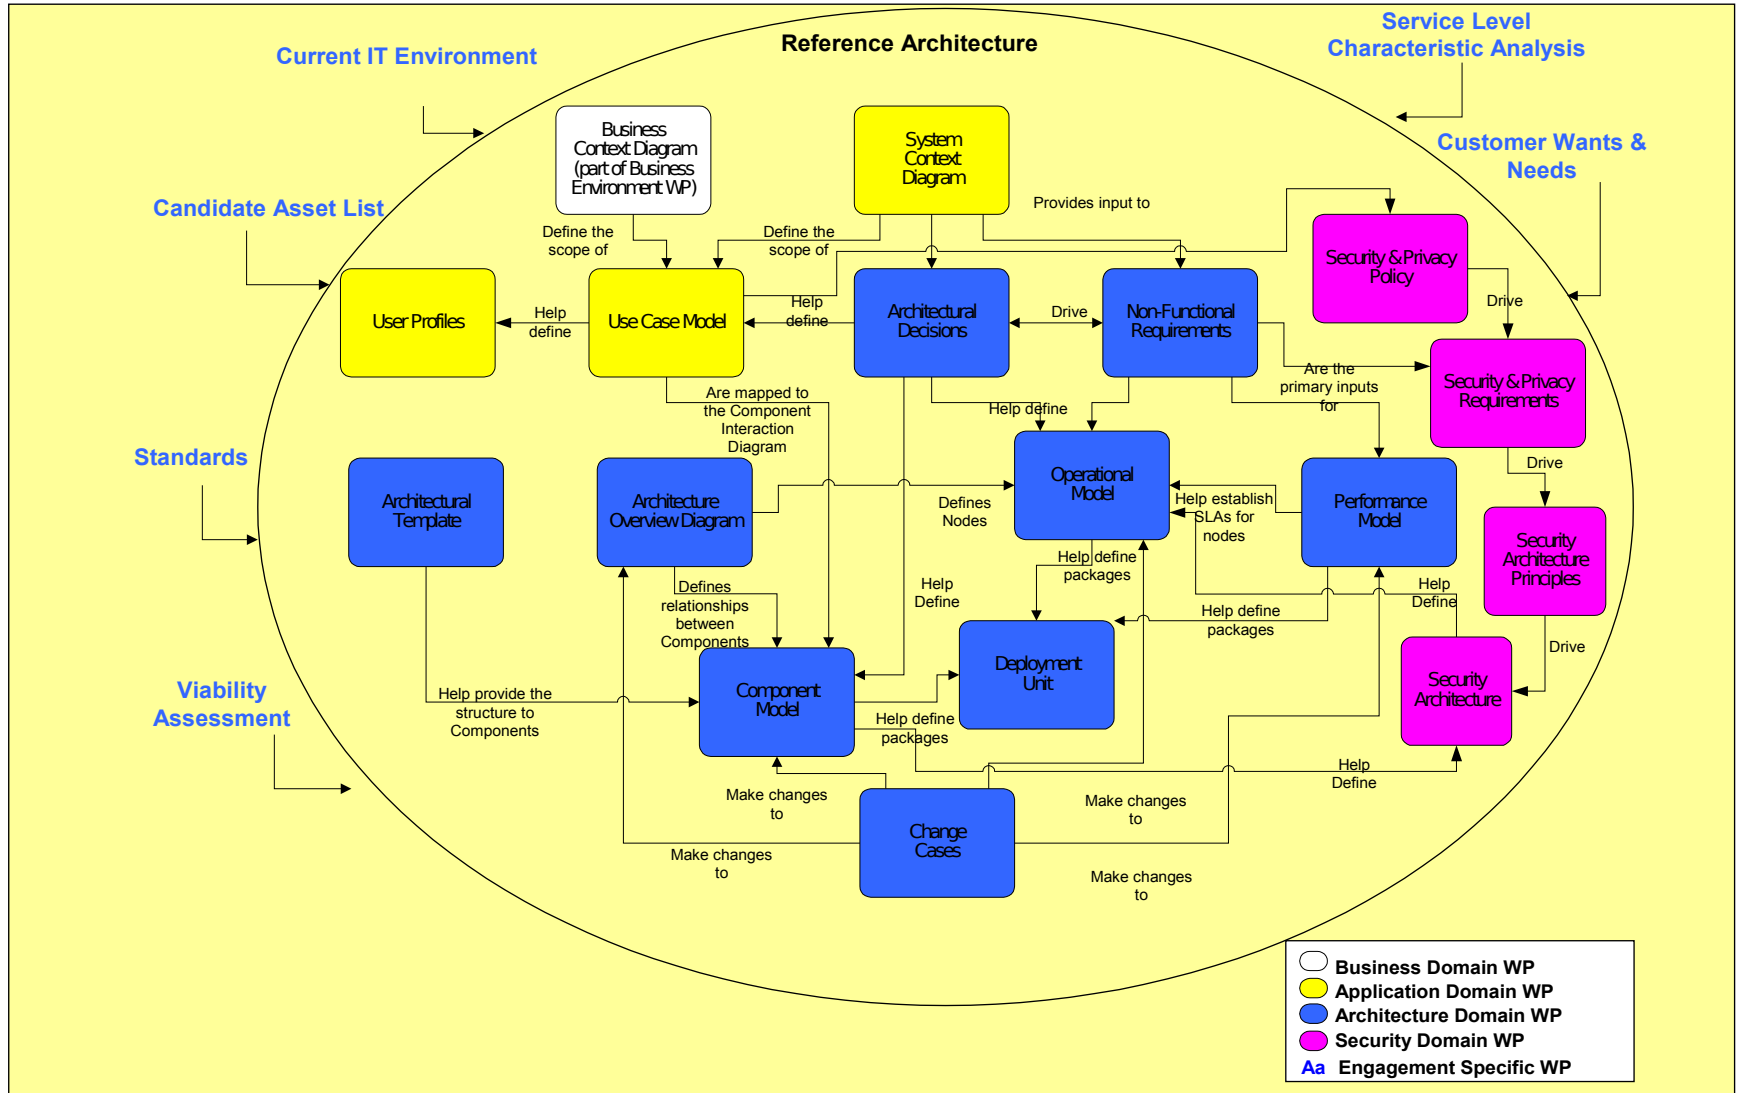 Reference Architecture
Service Level
Characteristic Analysis
Current IT Environment
Customer Wants &
Needs
Candidate Asset List
Standards
Viability
Assessment
Business
Context Diagram
(part of Business
Environment WP)
System
Context
Diagram
Provides input to
Define the
scope of
Define the
scope of
Security & Privacy
Policy
User Profiles
Help
define
Use Case Model
Help
define
Architectural
Decisions
Drive
Non-Functional
Requirements
Drive
Are the
primary inputs
for
Security & Privacy
Requirements
Are mapped to
the Component
Interaction
Diagram
Help define
Architectural
Template
Architecture
Overview Diagram
Defines
Nodes
Operational
Model
Help establish
SLAs for
nodes
Performance
Model
Drive
Security
Architecture
Principles
Defines
relationships
between
Components
Help
Define
Help define
packages
Help define
packages
Help
Define
Drive
Deployment
Unit
Security
Architecture
Help provide the
structure to
Components
Component
Model
Help define
packages
Help
Define
Make changes
to
Make changes
to
Change
Cases
Make changes
to
Make changes
to
Business Domain WP
Application Domain WP
Architecture Domain WP
Security Domain WP
Aa Engagement Specific WP